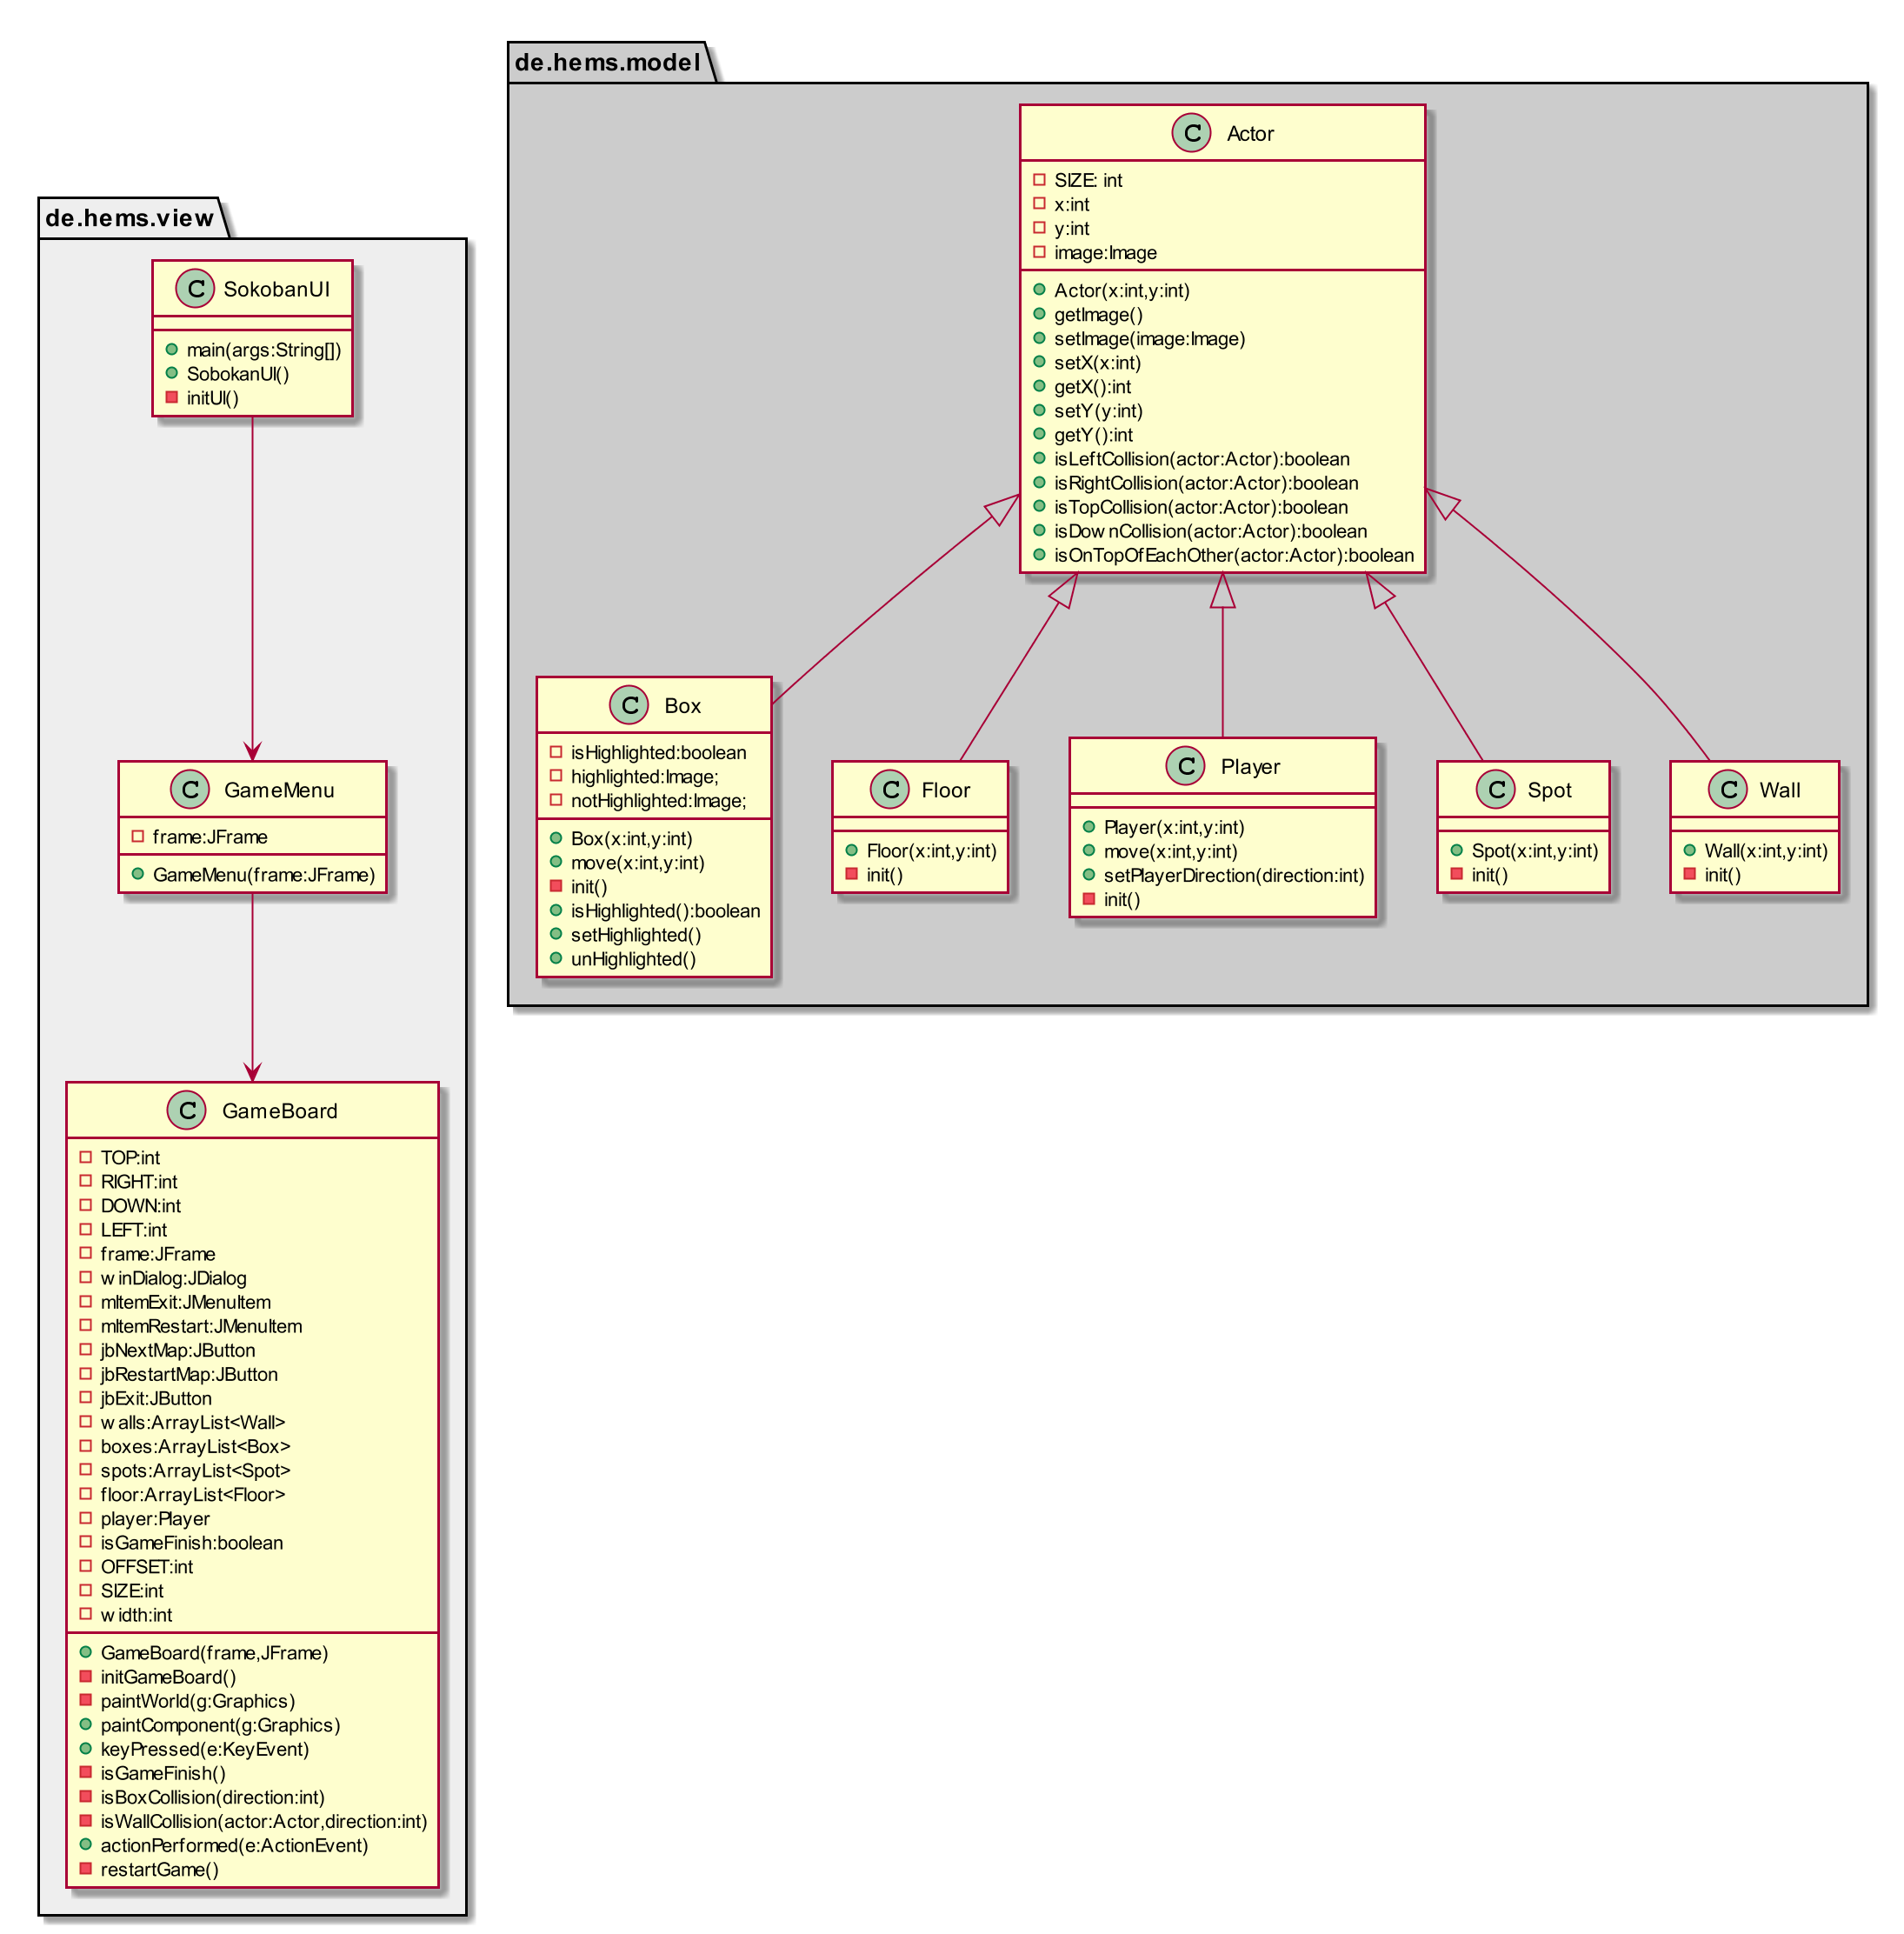 de.hems.view
C SokobanUI
main(args:String[])
SobokanUI()
initUI()
C GameMenu
frame:JFrame
GameMenu(frame:JFrame)
C GameBoard
TOP:int
RIGHT:int
DOWN:int
LEFT:int
frame:JFrame
winDialog:JDialog
mItemExit:JMenuItem
mItemRestart:JMenuItem
jbNextMap:JButton
jbRestartMap:JButton
jbExit:JButton
walls:ArrayList<Wall>
boxes:ArrayList<Box>
spots:ArrayList<Spot>
floor:ArrayList<Floor>
player:Player
isGameFinish:boolean
OFFSET:int
SIZE:int
width:int
GameBoard(frame,JFrame)
initGameBoard()
paintWorld(g:Graphics)
paintComponent(g:Graphics)
keyPressed(e:KeyEvent)
isGameFinish()
isBoxCollision(direction:int)
isWallCollision(actor:Actor,direction:int)
actionPerformed(e:ActionEvent)
restartGame()
de.hems.model
C Actor
SIZE: int
x:int
y:int
image:Image
Actor(x:int,y:int)
getImage()
setImage(image:Image)
setX(x:int)
getX():int
setY(y:int)
getY():int
isLeftCollision(actor:Actor):boolean
isRightCollision(actor:Actor):boolean
isTopCollision(actor:Actor):boolean
isDownCollision(actor:Actor):boolean
isOnTopOfEachOther(actor:Actor):boolean
C Box
isHighlighted:boolean
highlighted:Image;
notHighlighted:Image;
Box(x:int,y:int)
move(x:int,y:int)
init()
isHighlighted():boolean
setHighlighted()
unHighlighted()
C Floor
Floor(x:int,y:int)
init()
C Player
Player(x:int,y:int)
move(x:int,y:int)
setPlayerDirection(direction:int)
init()
C Spot
Spot(x:int,y:int)
init()
C Wall
Wall(x:int,y:int)
init()